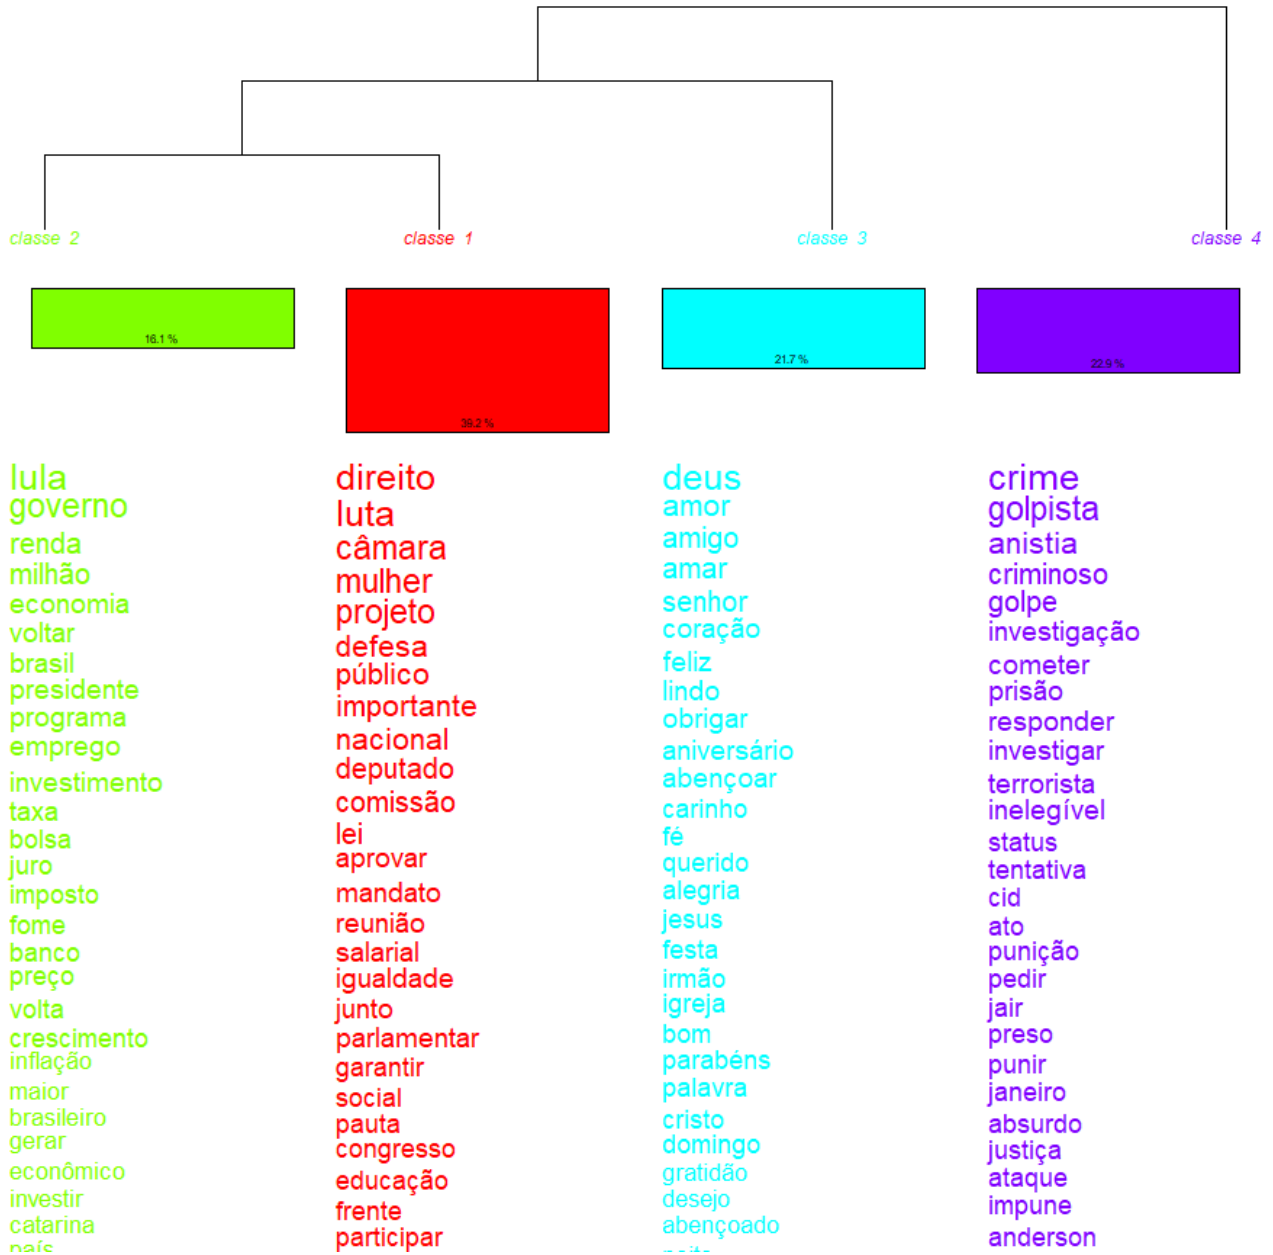 classe 2
classe 1
classe 3
classe 4
16.1 %
39.2 %
21.7 %
22.9 %
lula
governo
renda
milhão
economia
voltar
brasil
presidente
programa
emprego
investimento
taxa
bolsa
juro
imposto
fome
banco
preço
volta
crescimento
inflação
maior
brasileiro
gerar
econômico
investir
catarina
país
direito
luta
câmara
mulher
projeto
defesa
público
importante
nacional
deputado
comissão
lei
aprovar
mandato
reunião
salarial
igualdade
junto
parlamentar
garantir
social
pauta
congresso
educação
frente
participar
deus
amor
amigo
amar
senhor
coração
feliz
lindo
obrigar
aniversário
abençoar
carinho
fé
querido
alegria
jesus
festa
irmão
igreja
bom
parabéns
palavra
cristo
domingo
gratidão
desejo
abençoado
crime
golpista
anistia
criminoso
golpe
investigação
cometer
prisão
responder
investigar
terrorista
inelegível
status
tentativa
cid
ato
punição
pedir
jair
preso
punir
janeiro
absurdo
justiça
ataque
impune
anderson